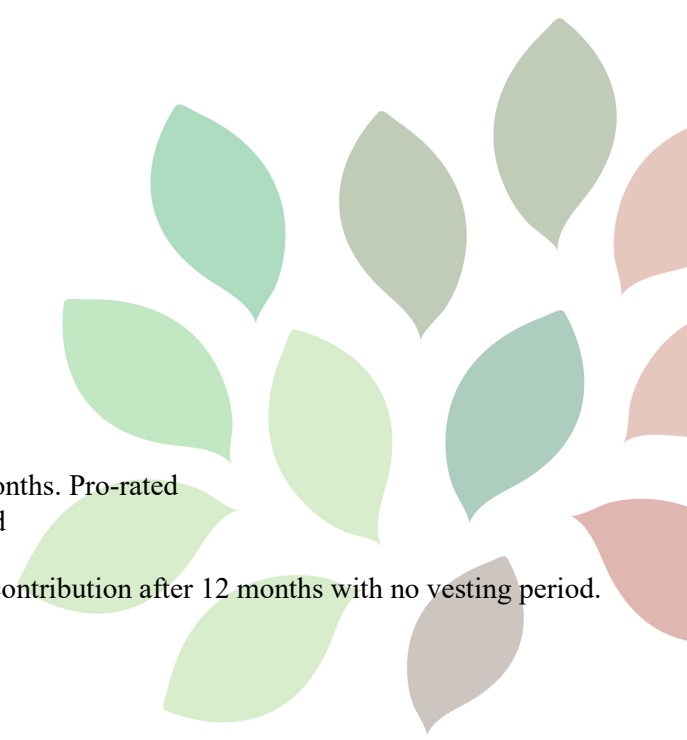 onths. Pro-rated
d
ontribution after 12 months with no vesting period.